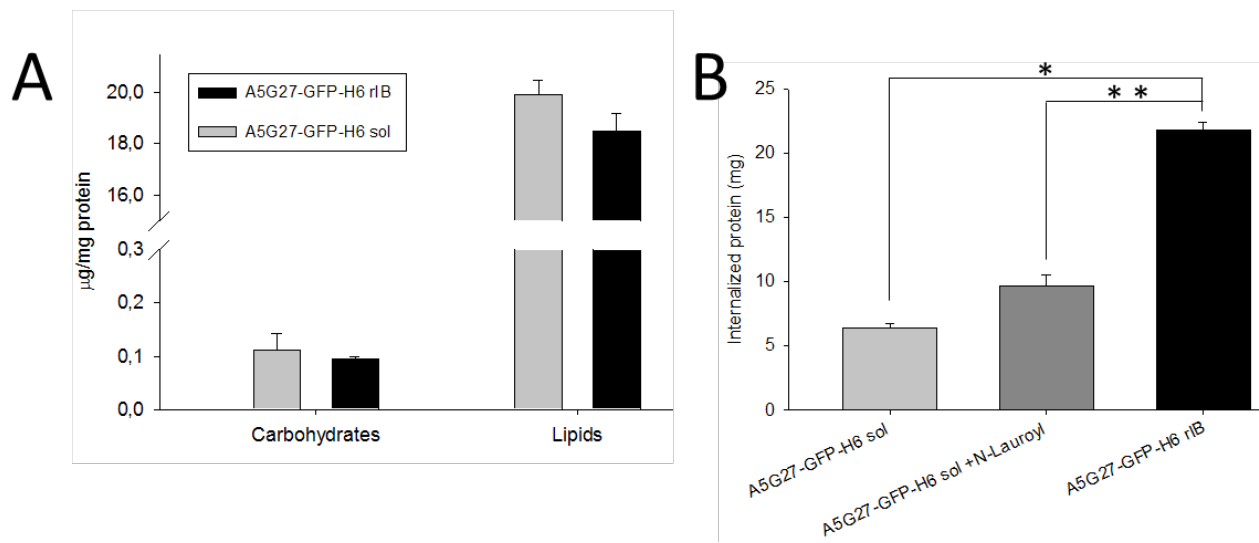 A
A5G27-GFP-H6 rIB
A5G27-GFP-H6 sol
µg/mg protein
20,0
18,0
16,0
0,3
0,2
0,1
0,0
Carbohydrates
Lipids
B
*
**
Internalized protein (mg)
25
20
15
10
5
0
A5G27-GFP-H6 sol
A5G27-GFP-H6 sol +N-Lauroyl
A5G27-GFP-H6 rIB